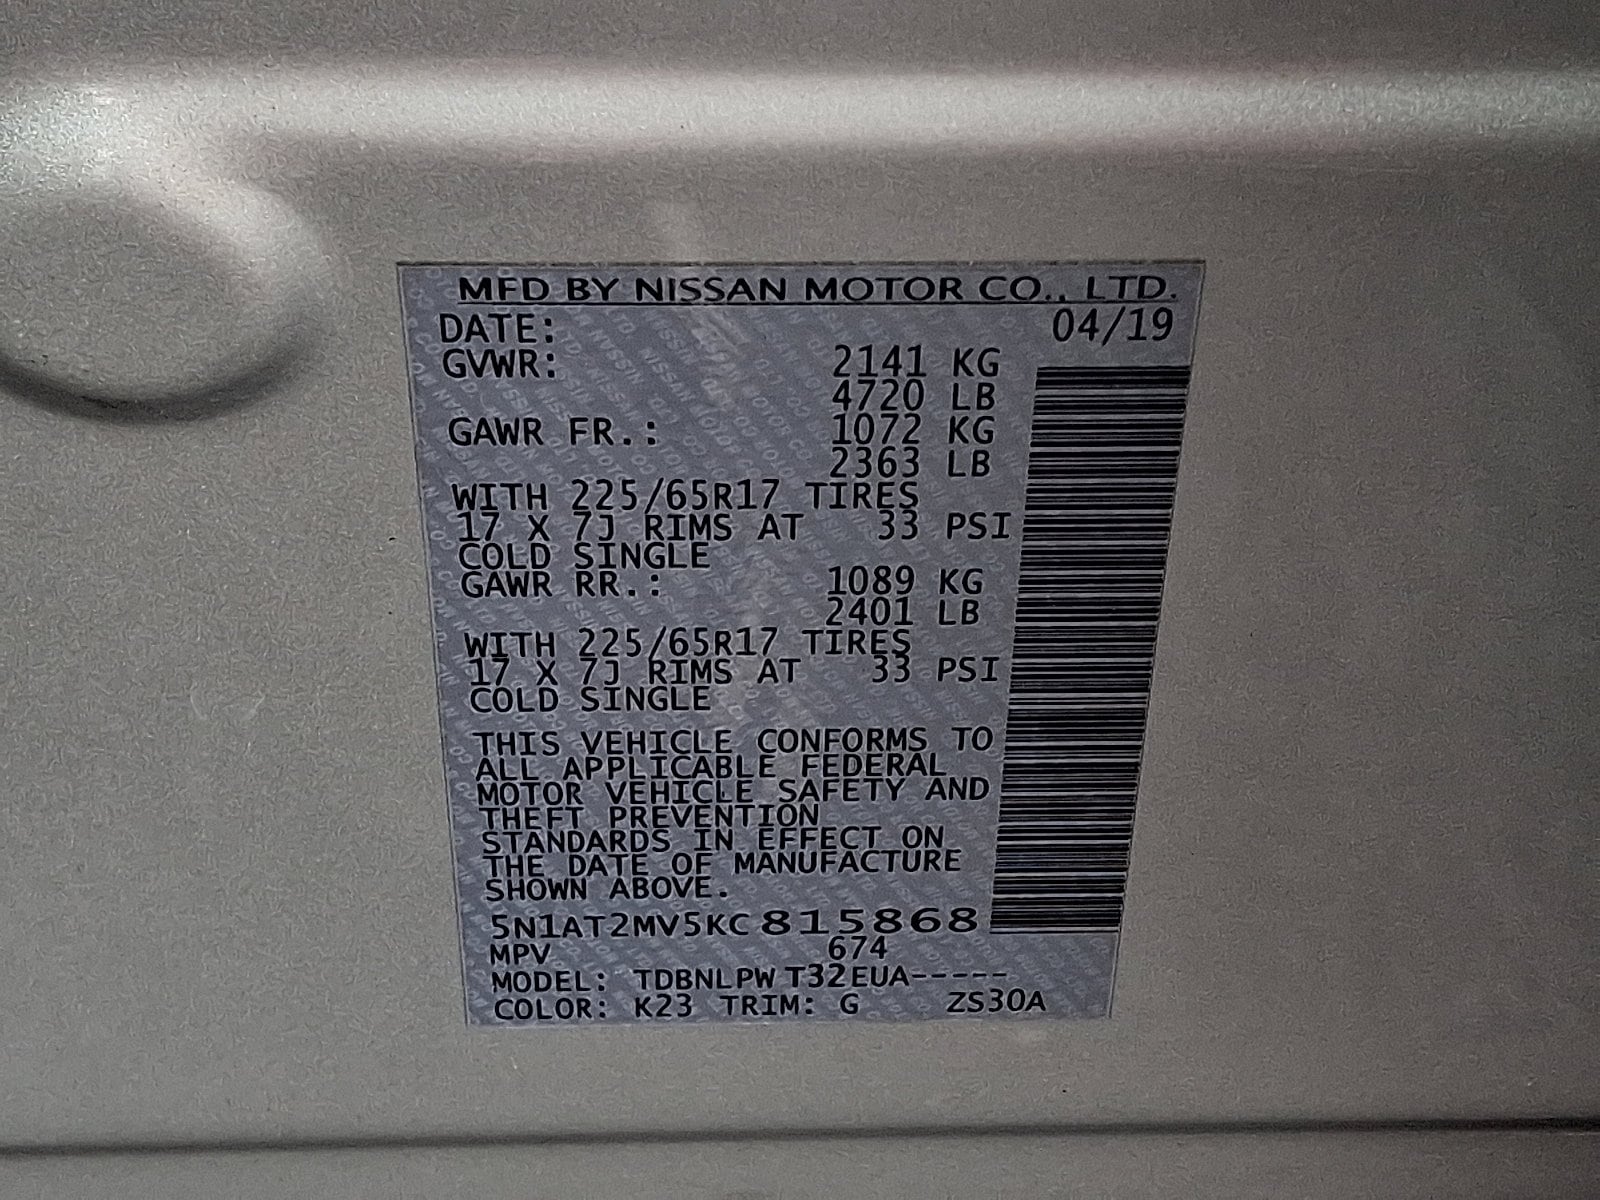 MFD BY NISSAN MOTOR CO., LTD.
DATE: 04/19
GVWR: 2141 KG
4720 LB
GAWR FR.: 1072 KG
2363 LB
WITH 225/65R17 TIRES
17 X 7J RIMS AT 33 PSI
COLD SINGLE
GAWR RR.: 1089 KG
2401 LB
WITH 225/65R17 TIRES
17 X 7J RIMS AT 33 PSI
COLD SINGLE
THIS VEHICLE CONFORMS TO
ALL APPLICABLE FEDERAL
MOTOR VEHICLE SAFETY AND
THEFT PREVENTION
STANDARDS IN EFFECT ON
THE DATE OF MANUFACTURE
SHOWN ABOVE.
5N1AT2MV5KC815868
MPV 674
MODEL: TDBNLPW T32EUA-----
COLOR: K23 TRIM: G ZS30A